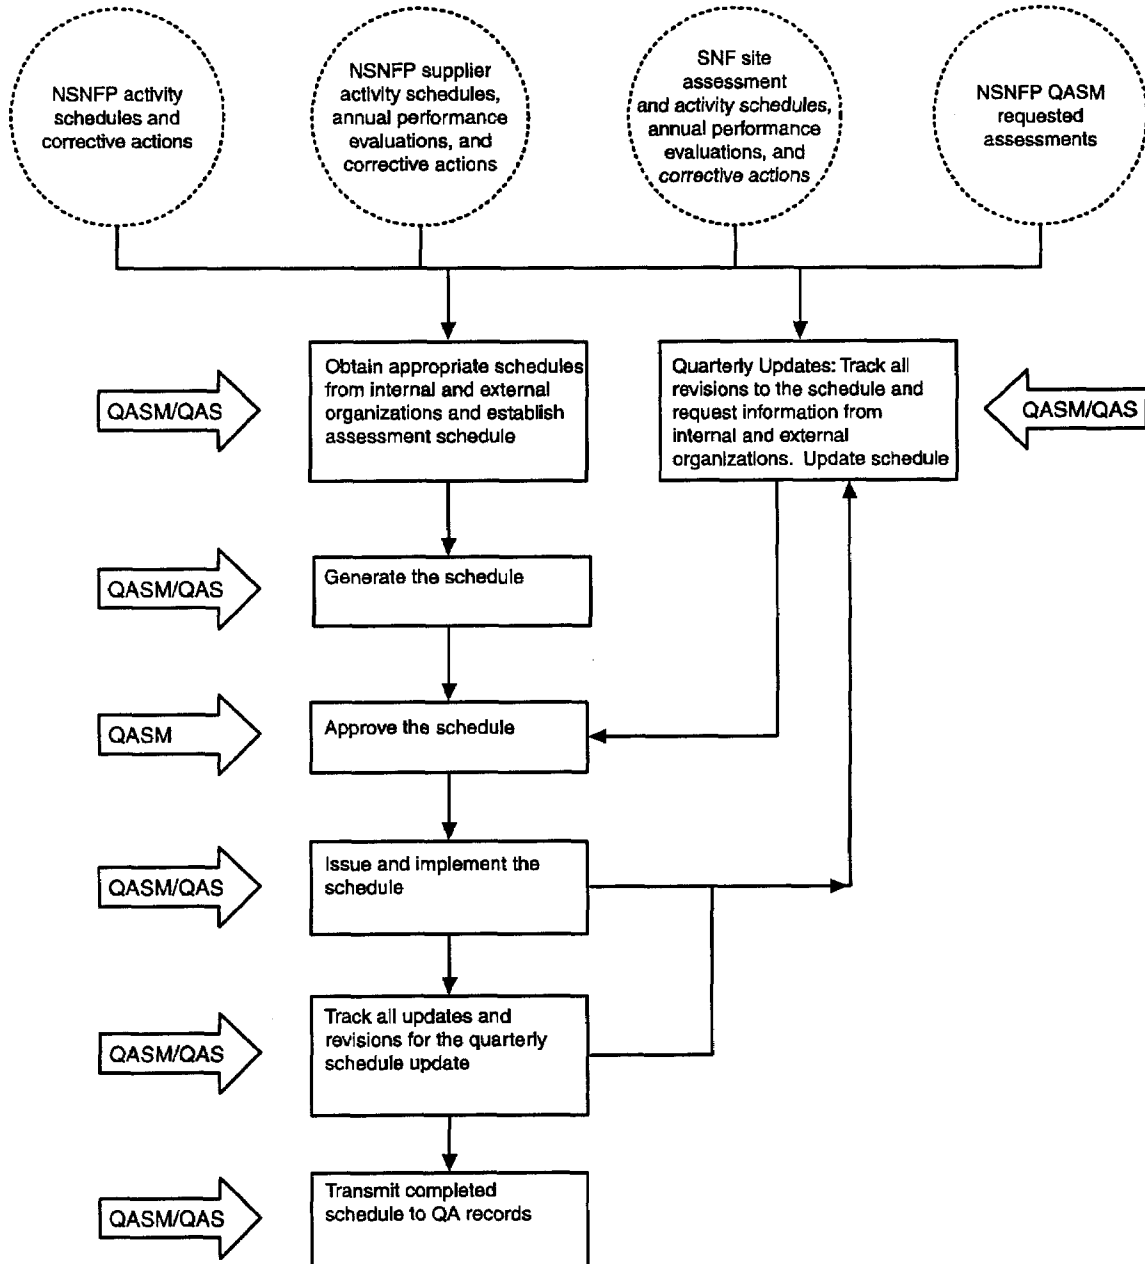 NSNFP activity
schedules and
corrective actions
NSNFP supplier
activity schedules,
annual performance
evaluations, and
corrective actions
SNF site
assessment
and activity schedules,
annual performance
evaluations, and
corrective actions
NSNFP QASM
requested
assessments
QASM/QAS
Obtain appropriate schedules
from internal and external
organizations and establish
assessment schedule
Quarterly Updates: Track all
revisions to the schedule and
request information from
internal and external
organizations. Update schedule
QASM/QAS
QASM/QAS
Generate the schedule
QASM
Approve the schedule
QASM/QAS
Issue and implement the
schedule
QASM/QAS
Track all updates and
revisions for the quarterly
schedule update
QASM/QAS
Transmit completed
schedule to QA records